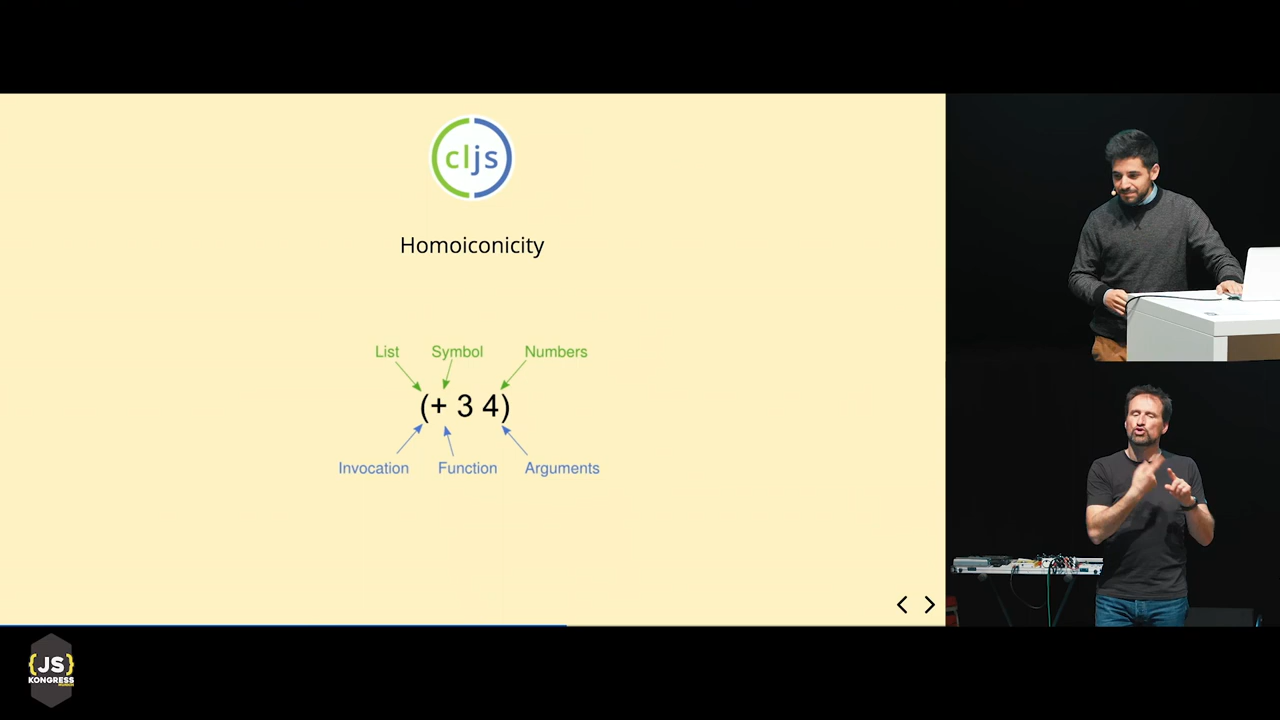 cljs
Homoiconicity
List Symbol Numbers
(+ 3 4)
Invocation Function Arguments
{JS}
KONGRESS